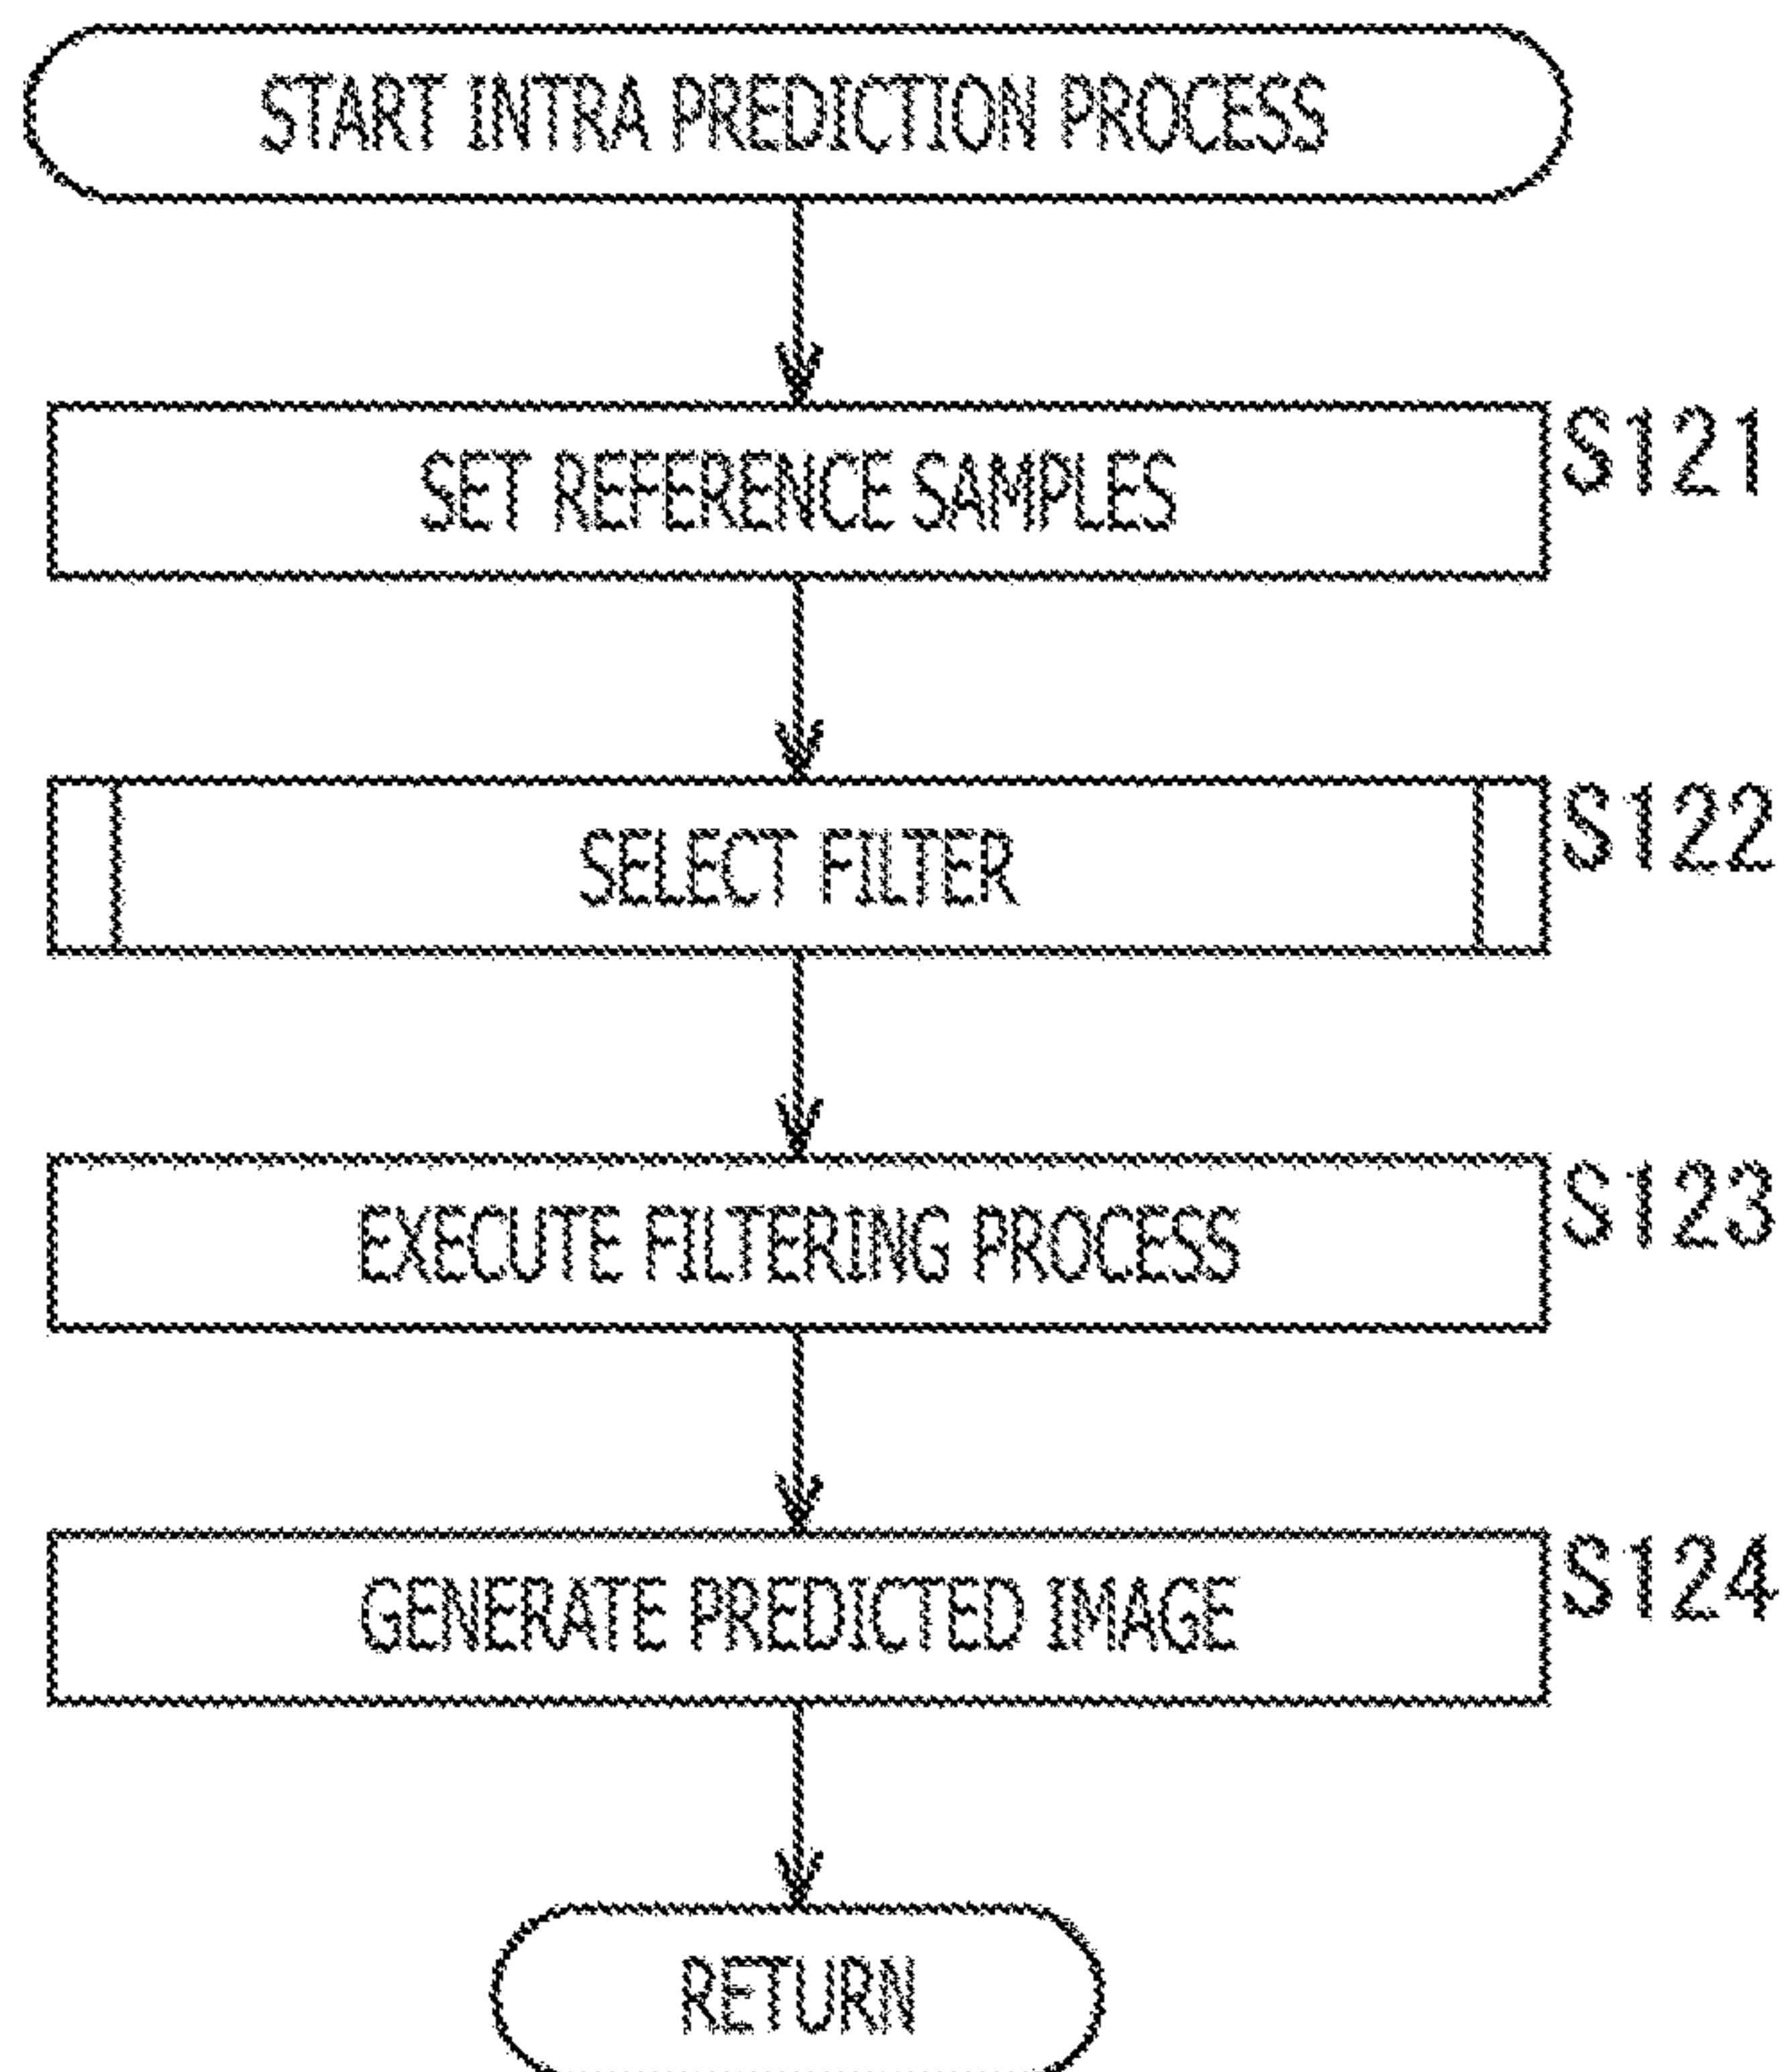 START INTRA PREDICTION PROCESS
SET REFERENCE SAMPLES
S121
SELECT FILTER
S122
EXECUTE FILTERING PROCESS
S123
GENERATE PREDICTED IMAGE
S124
RETURN